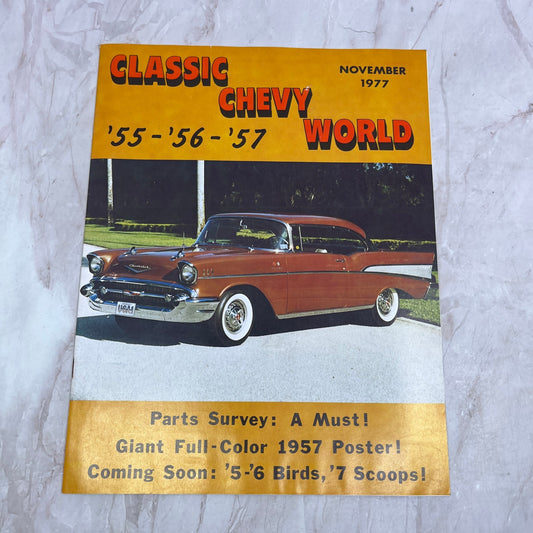 CLASSIC
CHEVY
WORLD
NOVEMBER
1977
'55-'56-'57
Parts Survey: A Must!
Giant Full-Color 1957 Poster!
Coming Soon: '5-'6 Birds, '7 Scoops!